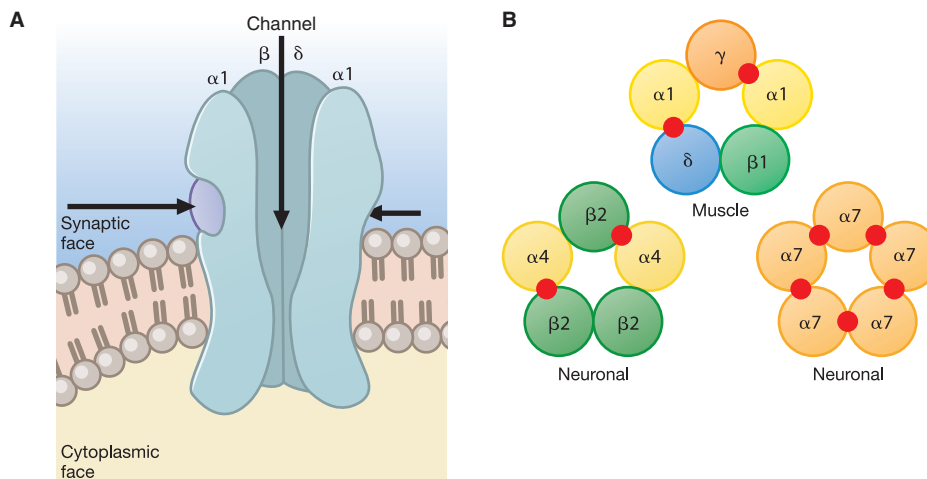 A
Channel
β δ
α1 α1
Synaptic
face
Cytoplasmic
face
B
γ
α1 α1
δ β1
Muscle
β2
α4 α4
β2 β2
Neuronal
α7
α7 α7
α7 α7
Neuronal